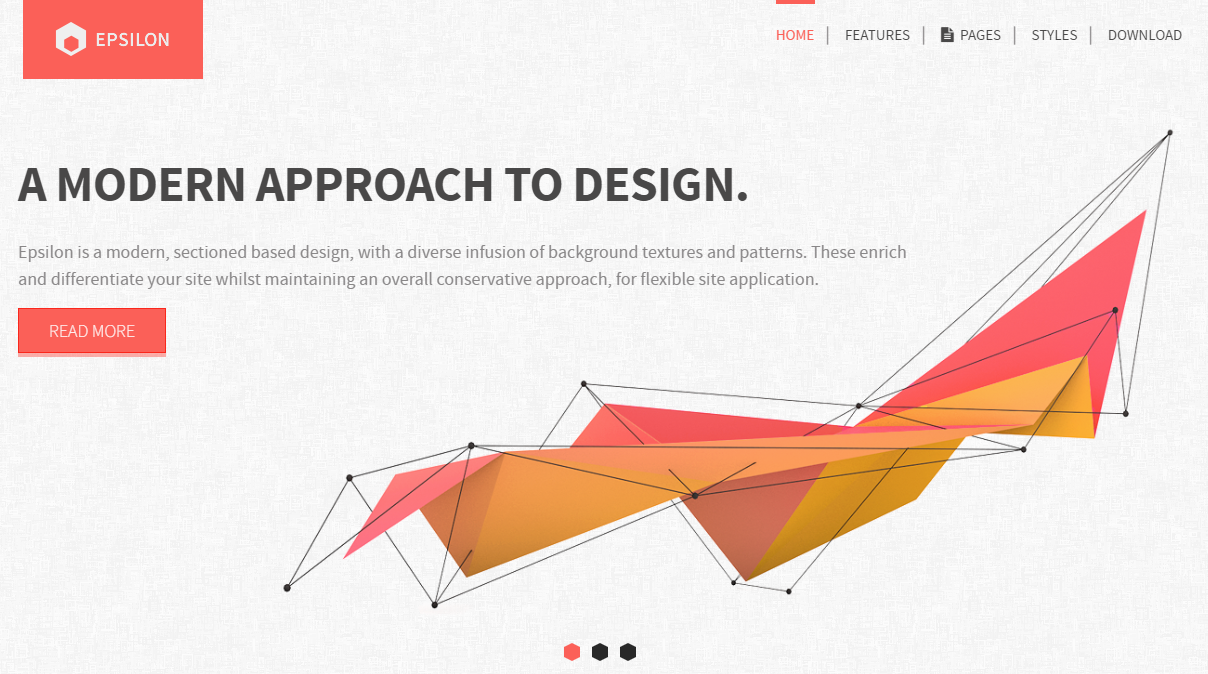 EPSILON
HOME
FEATURES
PAGES
STYLES
DOWNLOAD
A MODERN APPROACH TO DESIGN.
Epsilon is a modern, sectioned based design, with a diverse infusion of background textures and patterns. These enrich
and differentiate your site whilst maintaining an overall conservative approach, for flexible site application.
READ MORE